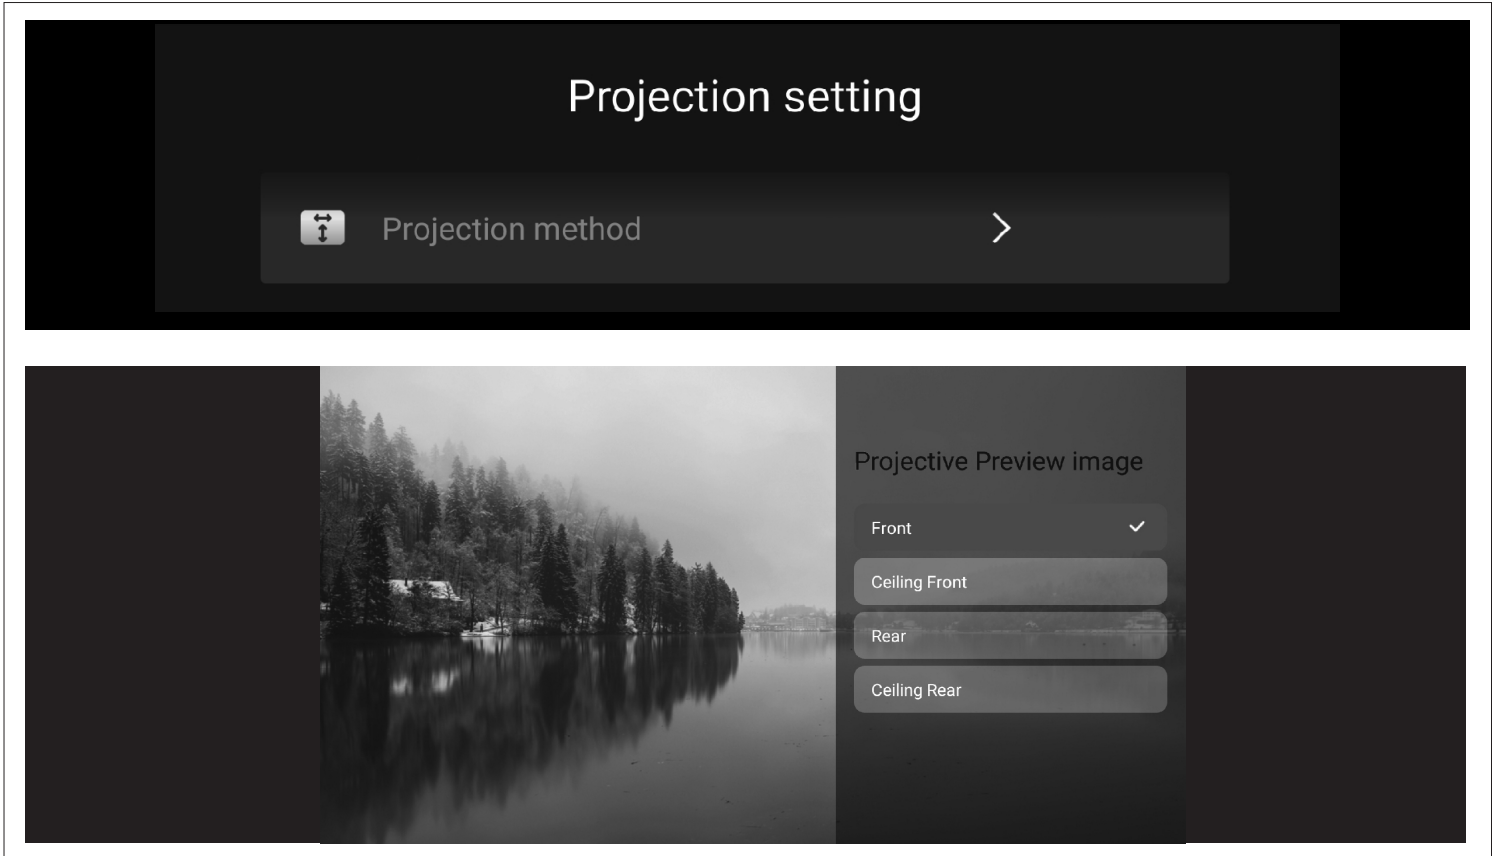 Projection setting
Projection method
Projective Preview image
Front
Ceiling Front
Rear
Ceiling Rear